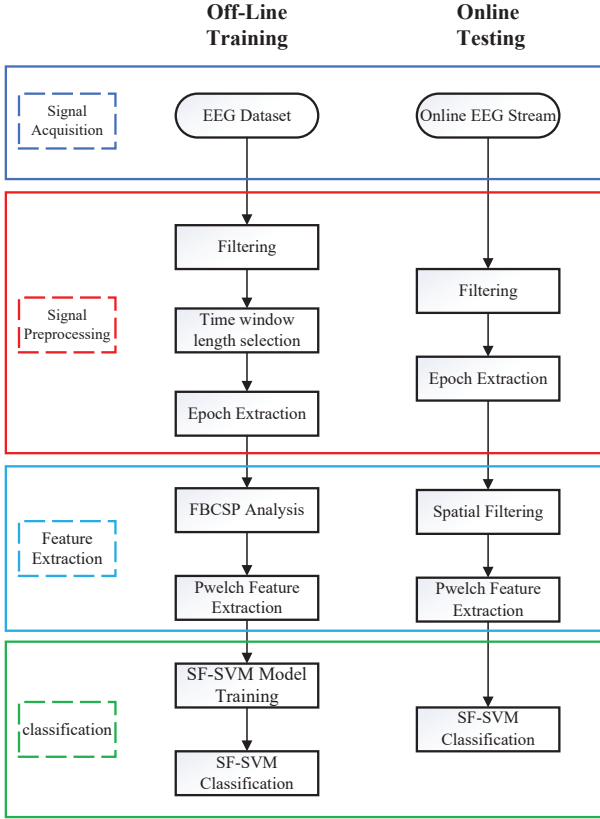 Off-Line
Training
Online
Testing
Signal
Acquisition
EEG Dataset
Online EEG Stream
Signal
Preprocessing
Filtering
Time window
length selection
Epoch Extraction
Filtering
Epoch Extraction
Feature
Extraction
FBCSP Analysis
Pwelch Feature
Extraction
Spatial Filtering
Pwelch Feature
Extraction
classification
SF-SVM Model
Training
SF-SVM
Classification
SF-SVM
Classification